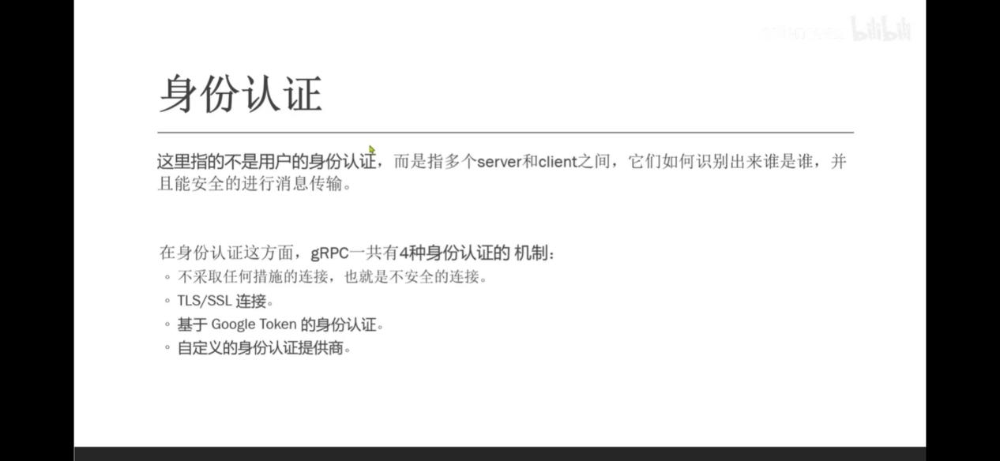 bilibili
身份认证
这里指的不是用户的身份认证，而是指多个server和client之间，它们如何识别出来谁是谁，并
且能安全的进行消息传输。
在身份认证这方面，gRPC一共有4种身份认证的 机制：
◦ 不采取任何措施的连接，也就是不安全的连接。
◦ TLS/SSL 连接。
◦ 基于 Google Token 的身份认证。
◦ 自定义的身份认证提供商。